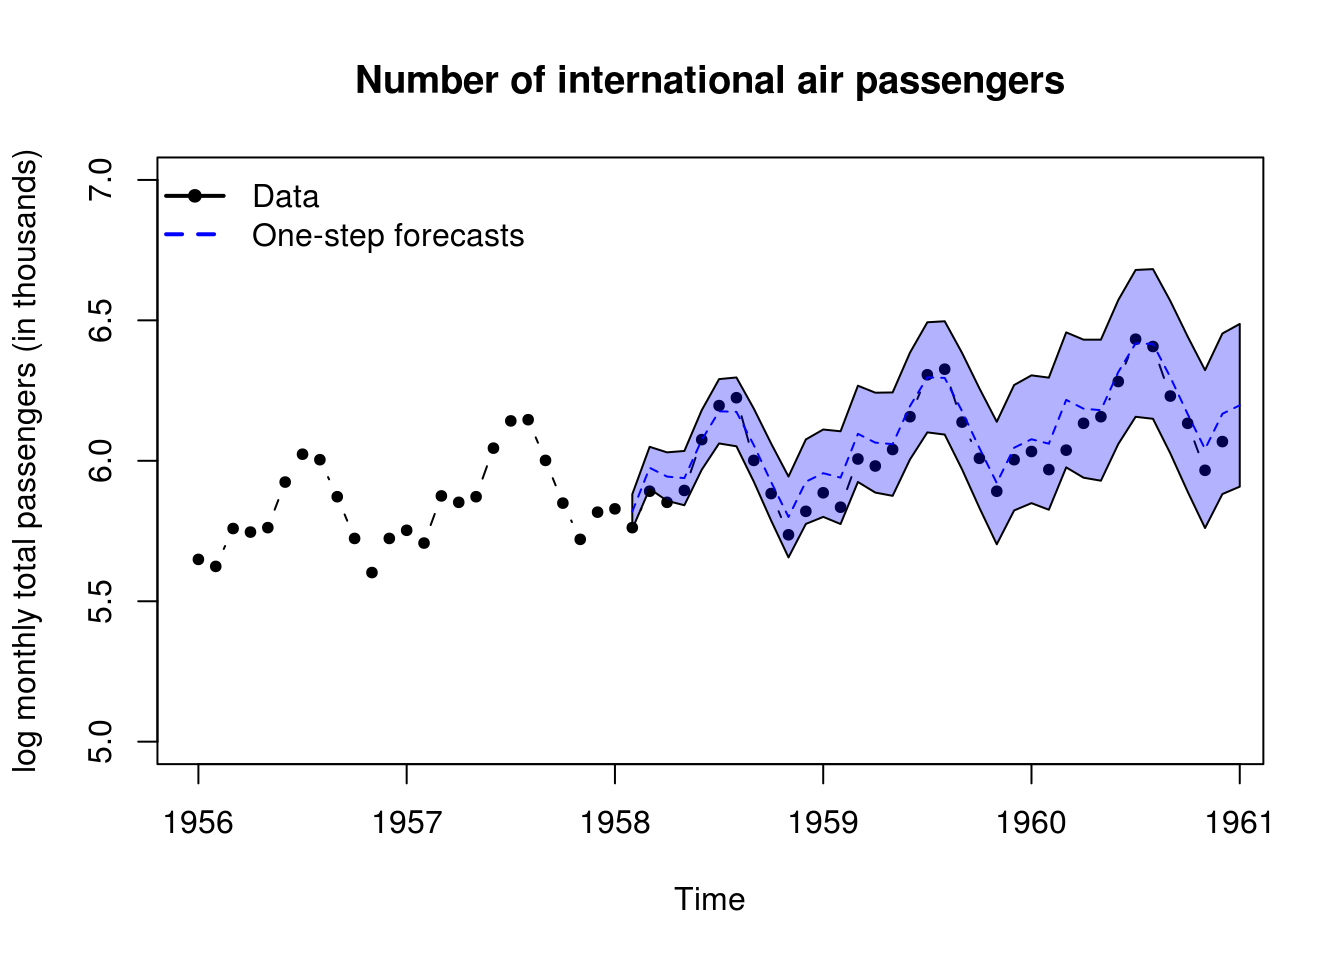 Number of international air passengers
log monthly total passengers (in thousands)
7.0
6.5
6.0
5.5
5.0
Data
One-step forecasts
1956 1957 1958 1959 1960 1961
Time